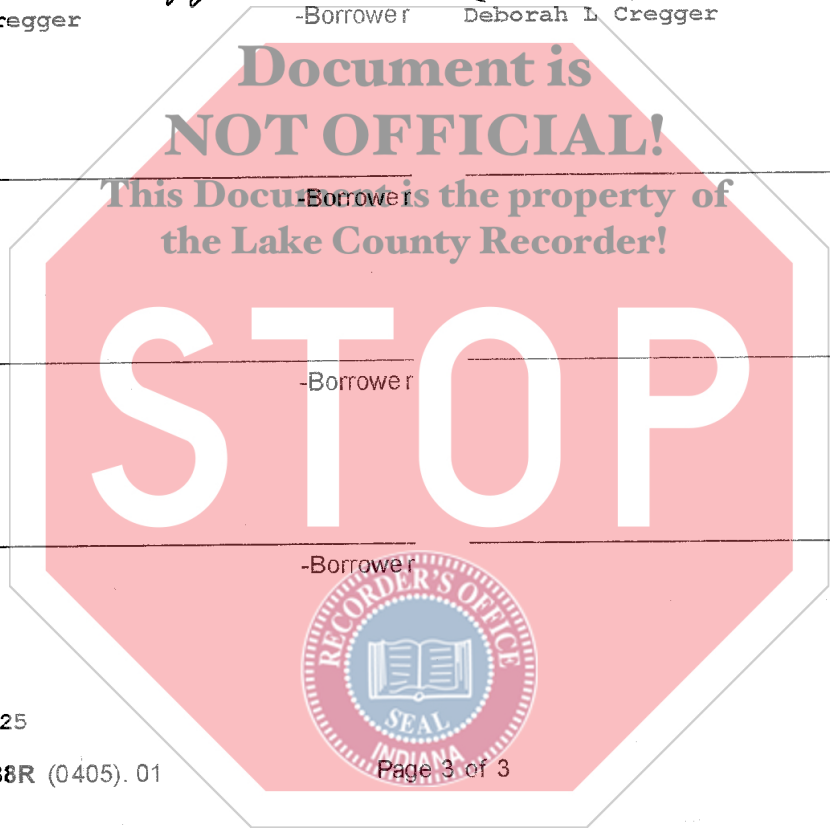 regger
-Borrower Deborah L Cregger
Document is
NOT OFFICIAL!
This Document is the property of
-Borrower
the Lake County Recorder!
STOP
-Borrower
-Borrower
RECORDER'S OFFICE
SEAL
INDIANA
25
88R (0405).01
Page 3 of 3